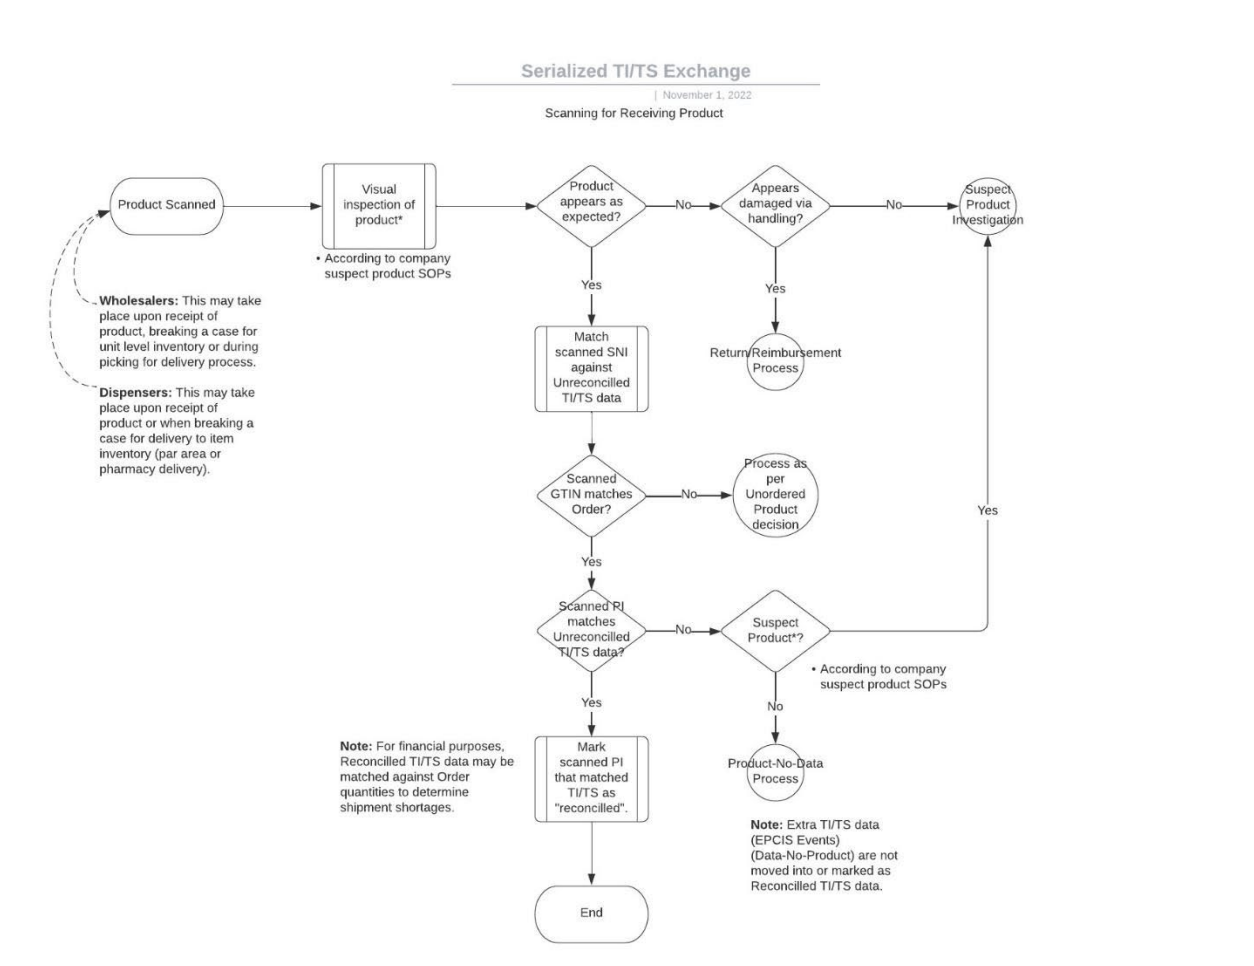 Serialized TI/TS Exchange
| November 1, 2022
Scanning for Receiving Product
Product Scanned
Visual
inspection of
product*
• According to company
suspect product SOPs
Product
appears as
expected?
No
Appears
damaged via
handling?
No
Suspect
Product
Investigation
Yes
Yes
Wholesalers: This may take
place upon receipt of
product, breaking a case for
unit level inventory or during
picking for delivery process.
Dispensers: This may take
place upon receipt of
product or when breaking a
case for delivery to item
inventory (par area or
pharmacy delivery).
Match
scanned SNI
against
Unreconcilled
TI/TS data
Return/Reimbursement
Process
Scanned
GTIN matches
Order?
No
Process as
per
Unordered
Product
decision
Yes
Yes
Scanned PI
matches
Unreconcilled
TI/TS data?
No
Suspect
Product*?
• According to company
suspect product SOPs
Yes
No
Note: For financial purposes,
Reconcilled TI/TS data may be
matched against Order
quantities to determine
shipment shortages.
Mark
scanned PI
that matched
TI/TS as
"reconcilled".
Product-No-Data
Process
Note: Extra TI/TS data
(EPCIS Events)
(Data-No-Product) are not
moved into or marked as
Reconcilled TI/TS data.
End